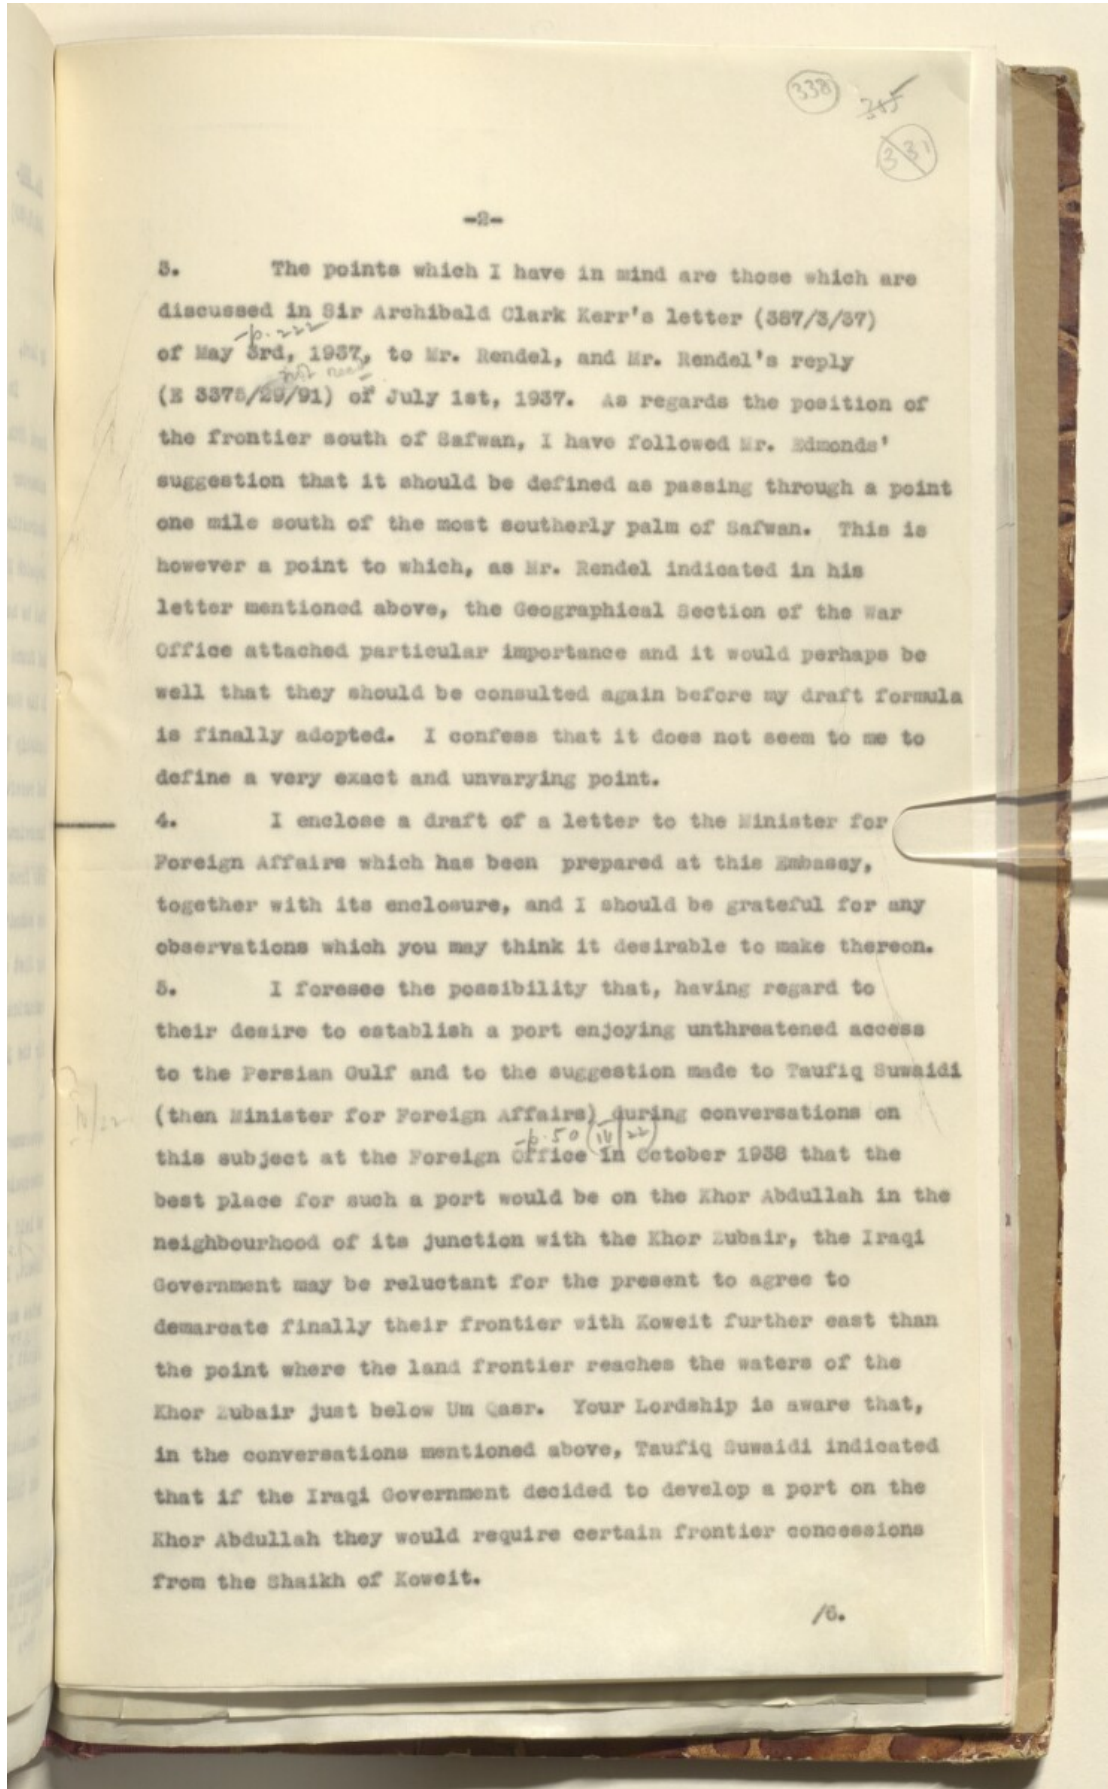 338
315
331
-2-
3. The points which I have in mind are those which are
discussed in Sir Archibald Clark Kerr's letter (387/3/37)
-p.222
of May 3rd, 1937, to Mr. Rendel, and Mr. Rendel's reply
not
(E 3375/29/91) of July 1st, 1937. As regards the position of
the frontier south of Safwan, I have followed Mr. Edmonds'
suggestion that it should be defined as passing through a point
one mile south of the most southerly palm of Safwan. This is
however a point to which, as Mr. Rendel indicated in his
letter mentioned above, the Geographical Section of the War
Office attached particular importance and it would perhaps be
well that they should be consulted again before my draft formula
is finally adopted. I confess that it does not seem to me to
define a very exact and unvarying point.
4. I enclose a draft of a letter to the Minister for
Foreign Affairs which has been prepared at this Embassy,
together with its enclosure, and I should be grateful for any
observations which you may think it desirable to make thereon.
5. I foresee the possibility that, having regard to
their desire to establish a port enjoying unthreatened access
to the Persian Gulf and to the suggestion made to Taufiq Suwaidi
(then Minister for Foreign Affairs) during conversations on
-p.50 (16/22)
this subject at the Foreign Office in October 1938 that the
best place for such a port would be on the Khor Abdullah in the
neighbourhood of its junction with the Khor Zubair, the Iraqi
Government may be reluctant for the present to agree to
demarcate finally their frontier with Koweit further east than
the point where the land frontier reaches the waters of the
Khor Zubair just below Um Qasr. Your Lordship is aware that,
in the conversations mentioned above, Taufiq Suwaidi indicated
that if the Iraqi Government decided to develop a port on the
Khor Abdullah they would require certain frontier concessions
from the Shaikh of Koweit.
/6.